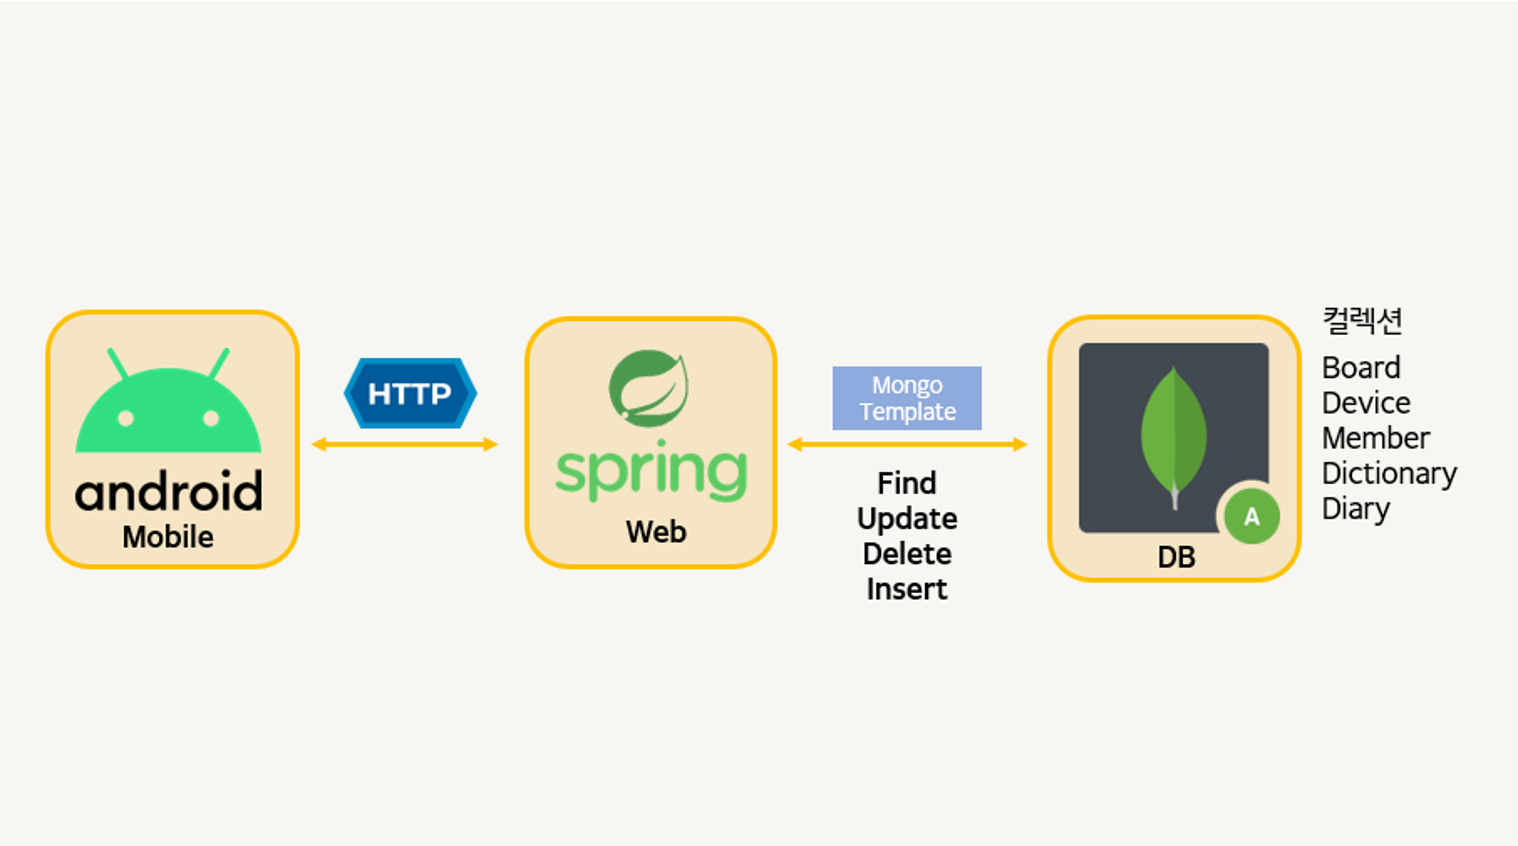 android
Mobile
HTTP
spring
Web
Mongo
Template
Find
Update
Delete
Insert
A
DB
컬렉션
Board
Device
Member
Dictionary
Diary